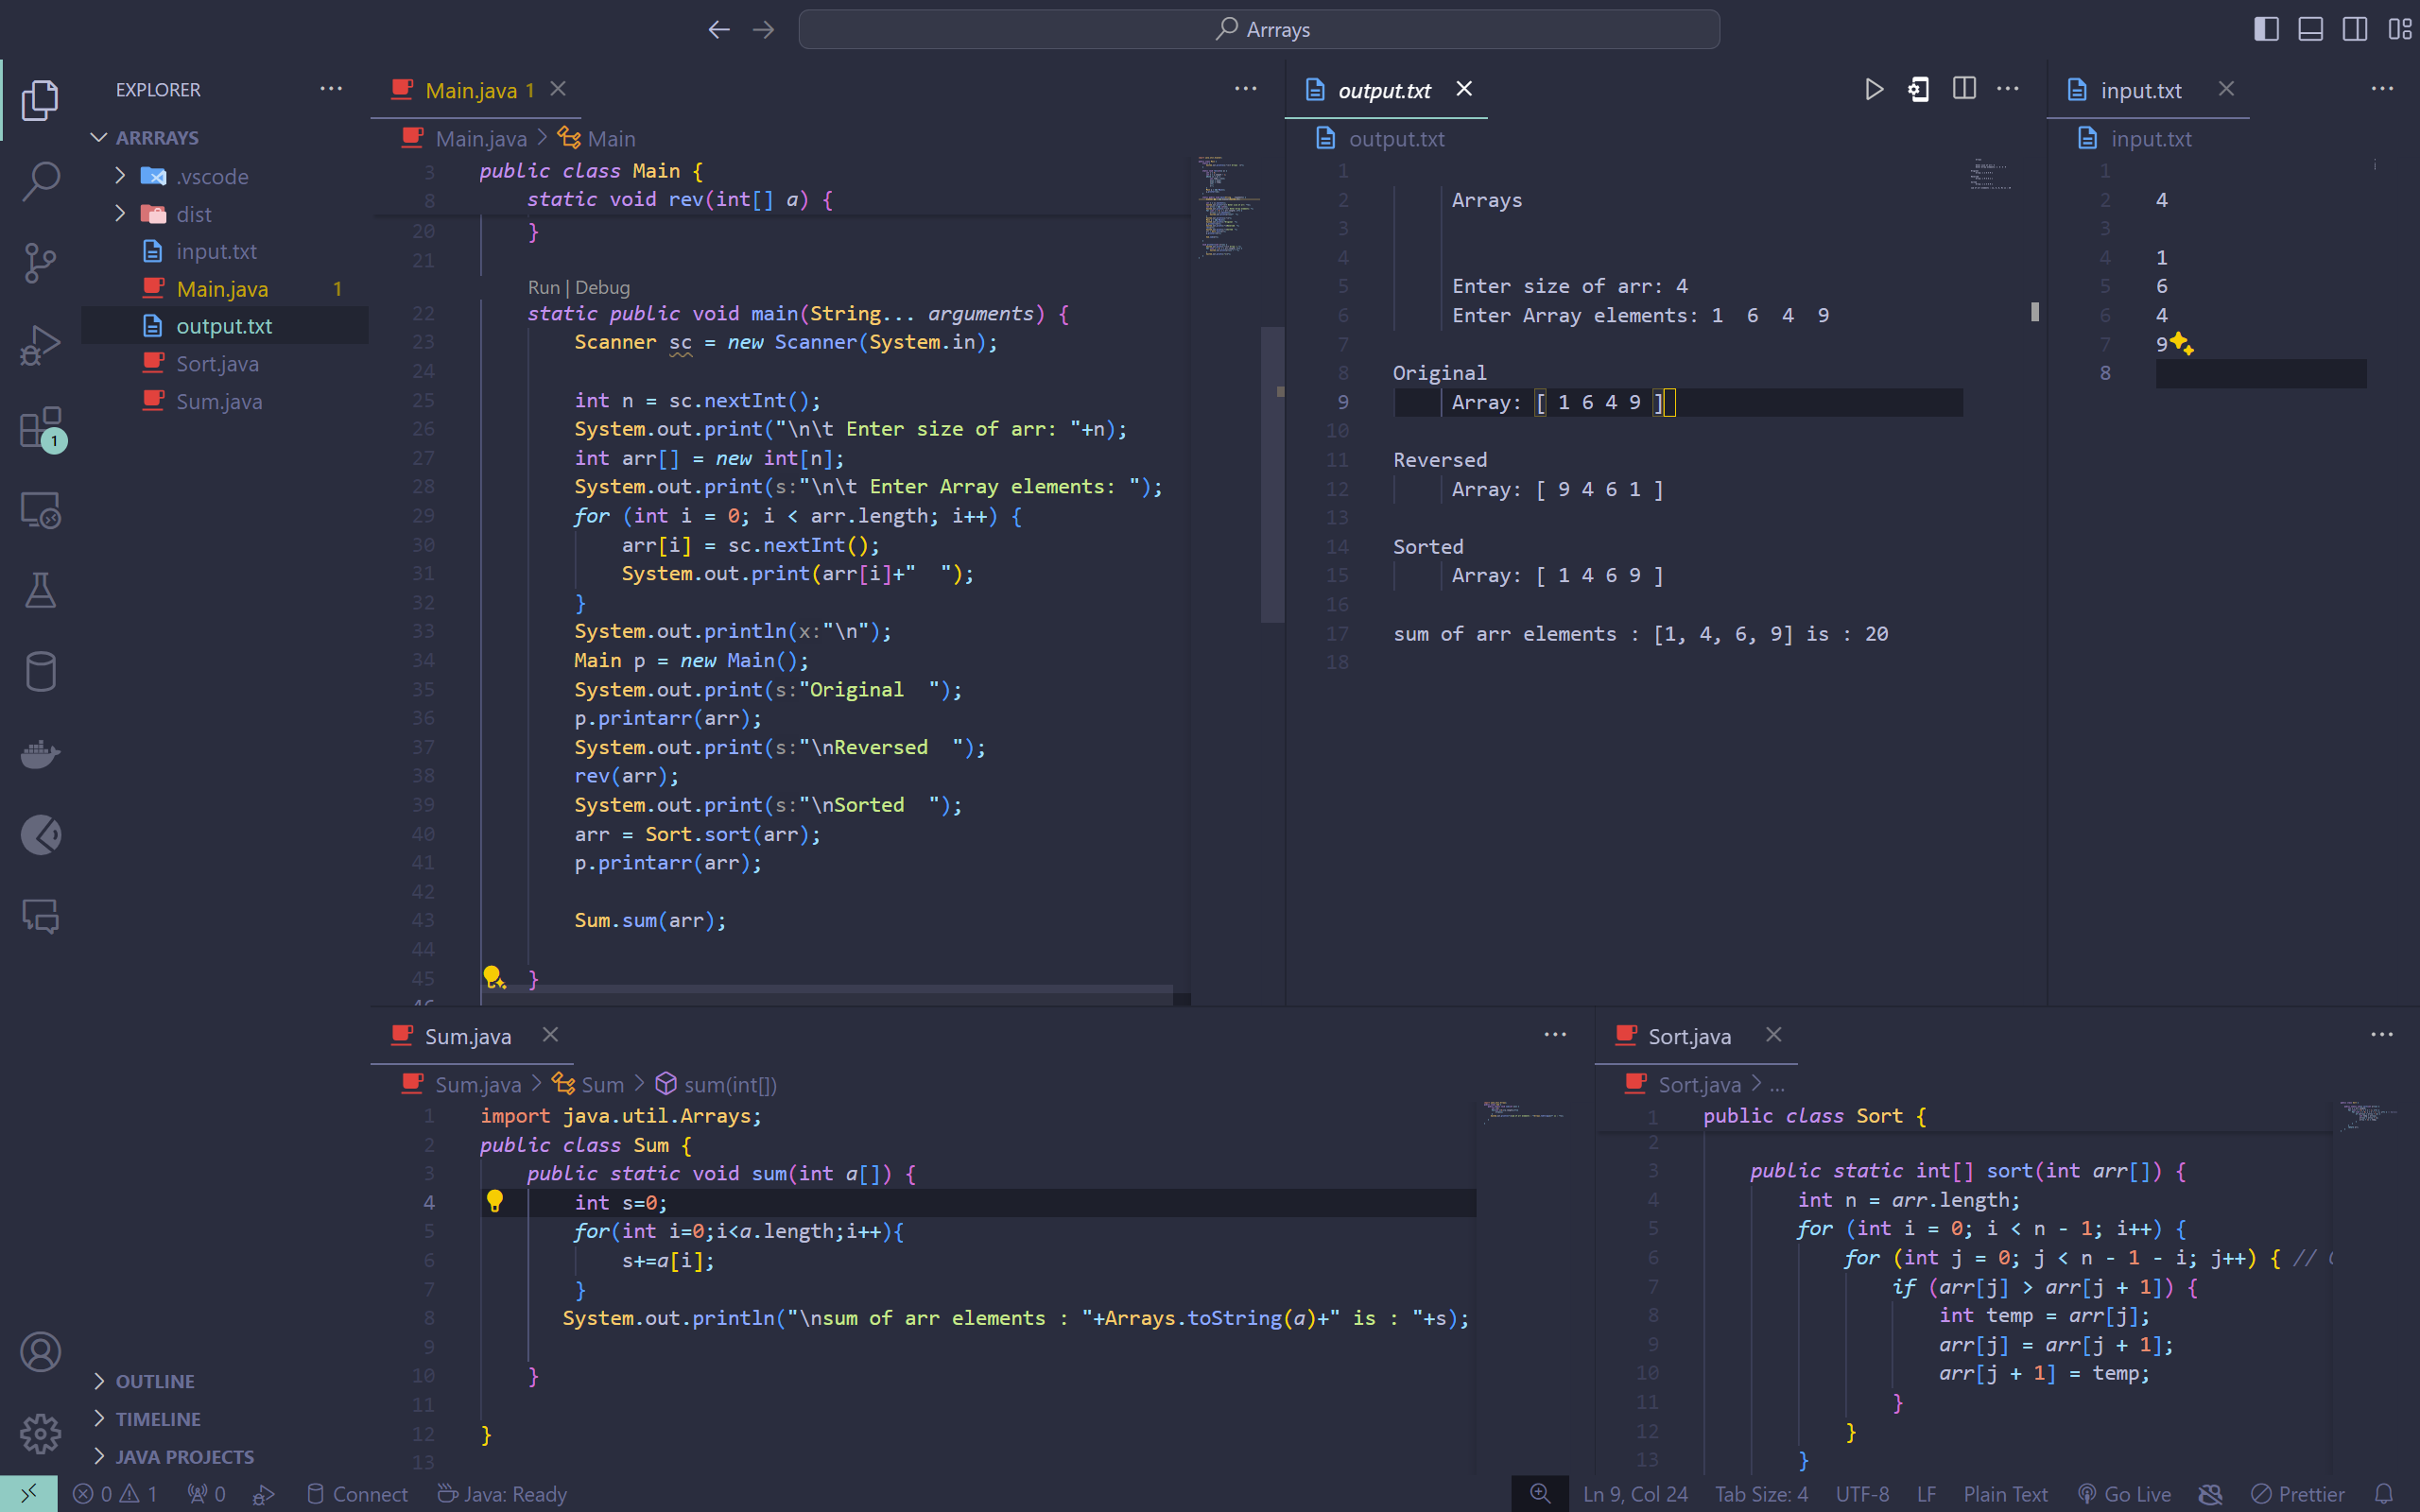 Arrrays
EXPLORER
ARRRAYS
.vscode
dist
input.txt
Main.java 1
output.txt
Sort.java
Sum.java
1
OUTLINE
TIMELINE
JAVA PROJECTS
Main.java 1
Main.java > Main
3 public class Main {
8 static void rev(int[] a) {
20 }
21
Run | Debug
22 static public void main(String... arguments) {
23 Scanner sc = new Scanner(System.in);
24
25 int n = sc.nextInt();
26 System.out.print("\n\t Enter size of arr: "+n);
27 int arr[] = new int[n];
28 System.out.print(s:"\n\t Enter Array elements: ");
29 for (int i = 0; i < arr.length; i++) {
30 arr[i] = sc.nextInt();
31 System.out.print(arr[i]+"  ");
32 }
33 System.out.println(x:"\n");
34 Main p = new Main();
35 System.out.print(s:"Original  ");
36 p.printarr(arr);
37 System.out.print(s:"\nReversed  ");
38 rev(arr);
39 System.out.print(s:"\nSorted  ");
40 arr = Sort.sort(arr);
41 p.printarr(arr);
42
43 Sum.sum(arr);
44
45 }
output.txt
output.txt
1
2 Arrays
3
4
5 Enter size of arr: 4
6 Enter Array elements: 1  6  4  9
7
8 Original
9 Array: [ 1 6 4 9 ]
10
11 Reversed
12 Array: [ 9 4 6 1 ]
13
14 Sorted
15 Array: [ 1 4 6 9 ]
16
17 sum of arr elements : [1, 4, 6, 9] is : 20
18
input.txt
input.txt
1
2 4
3
4 1
5 6
6 4
7 9
8
Sum.java
Sum.java > Sum > sum(int[])
1 import java.util.Arrays;
2 public class Sum {
3 public static void sum(int a[]) {
4 int s=0;
5 for(int i=0;i<a.length;i++){
6 s+=a[i];
7 }
8 System.out.println("\nsum of arr elements : "+Arrays.toString(a)+" is : "+s);
9
10 }
11
12 }
13
Sort.java
Sort.java > ...
1 public class Sort {
2
3 public static int[] sort(int arr[]) {
4 int n = arr.length;
5 for (int i = 0; i < n - 1; i++) {
6 for (int j = 0; j < n - 1 - i; j++) { //
7 if (arr[j] > arr[j + 1]) {
8 int temp = arr[j];
9 arr[j] = arr[j + 1];
10 arr[j + 1] = temp;
11 }
12 }
13 }
0 1 0 Connect Java: Ready Ln 9, Col 24 Tab Size: 4 UTF-8 LF Plain Text Go Live Prettier